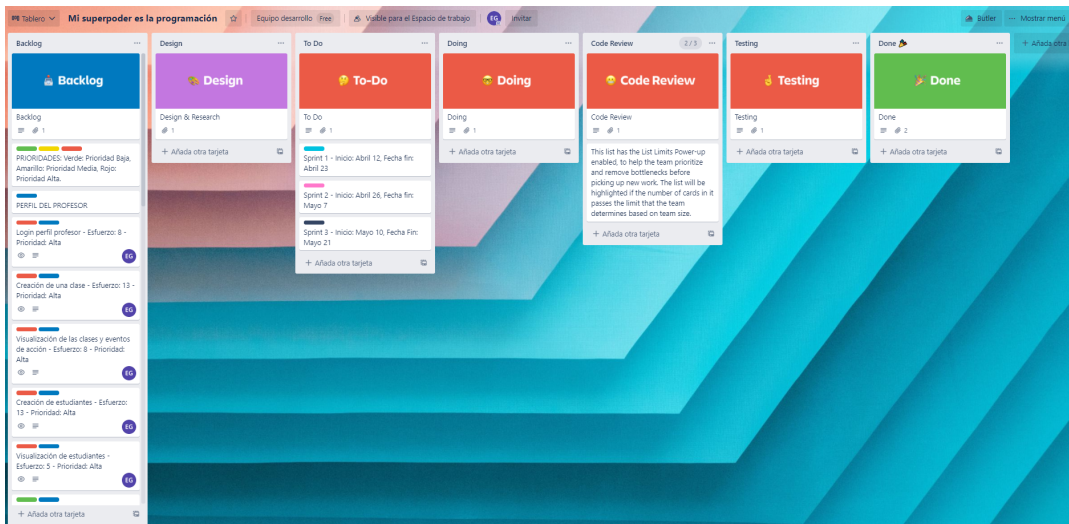 Tablero
Mi superpoder es la programación
Equipo desarrollo Free
Visible para el Espacio de trabajo
EG
Invitar
Butler
Mostrar menú
Backlog
Backlog
Backlog
1
PRIORIDADES: Verde: Prioridad Baja,
Amarillo: Prioridad Media, Rojo:
Prioridad Alta.
PERFIL DEL PROFESOR
Login perfil profesor - Esfuerzo: 8 -
Prioridad: Alta
EG
Creación de una clase - Esfuerzo: 13 -
Prioridad: Alta
EG
Visualización de las clases y eventos
de acción - Esfuerzo: 8 - Prioridad:
Alta
EG
Creación de estudiantes - Esfuerzo:
13 - Prioridad: Alta
EG
Visualización de estudiantes -
Esfuerzo: 5 - Prioridad: Alta
EG
+ Añada otra tarjeta
Design
Design
Design & Research
1
+ Añada otra tarjeta
To Do
To-Do
To Do
1
Sprint 1 - Inicio: Abril 12, Fecha fin:
Abril 23
Sprint 2 - Inicio: Abril 26, Fecha fin:
Mayo 7
Sprint 3 - Inicio: Mayo 10, Fecha Fin:
Mayo 21
+ Añada otra tarjeta
Doing
Doing
Doing
1
+ Añada otra tarjeta
Code Review
2/3
Code Review
Code Review
1
This list has the List Limits Power-up
enabled, to help the team prioritize
and remove bottlenecks before
picking up new work. The list will be
highlighted if the number of cards in it
passes the limit that the team
determines based on team size.
+ Añada otra tarjeta
Testing
Testing
Testing
1
+ Añada otra tarjeta
Done
Done
Done
2
+ Añada otra tarjeta
+ Añada otra